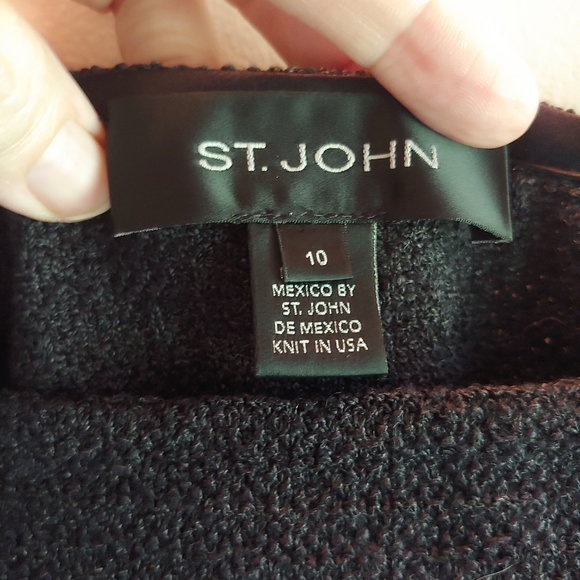 ST. JOHN
10
MEXICO BY
ST. JOHN
DE MEXICO
KNIT IN USA